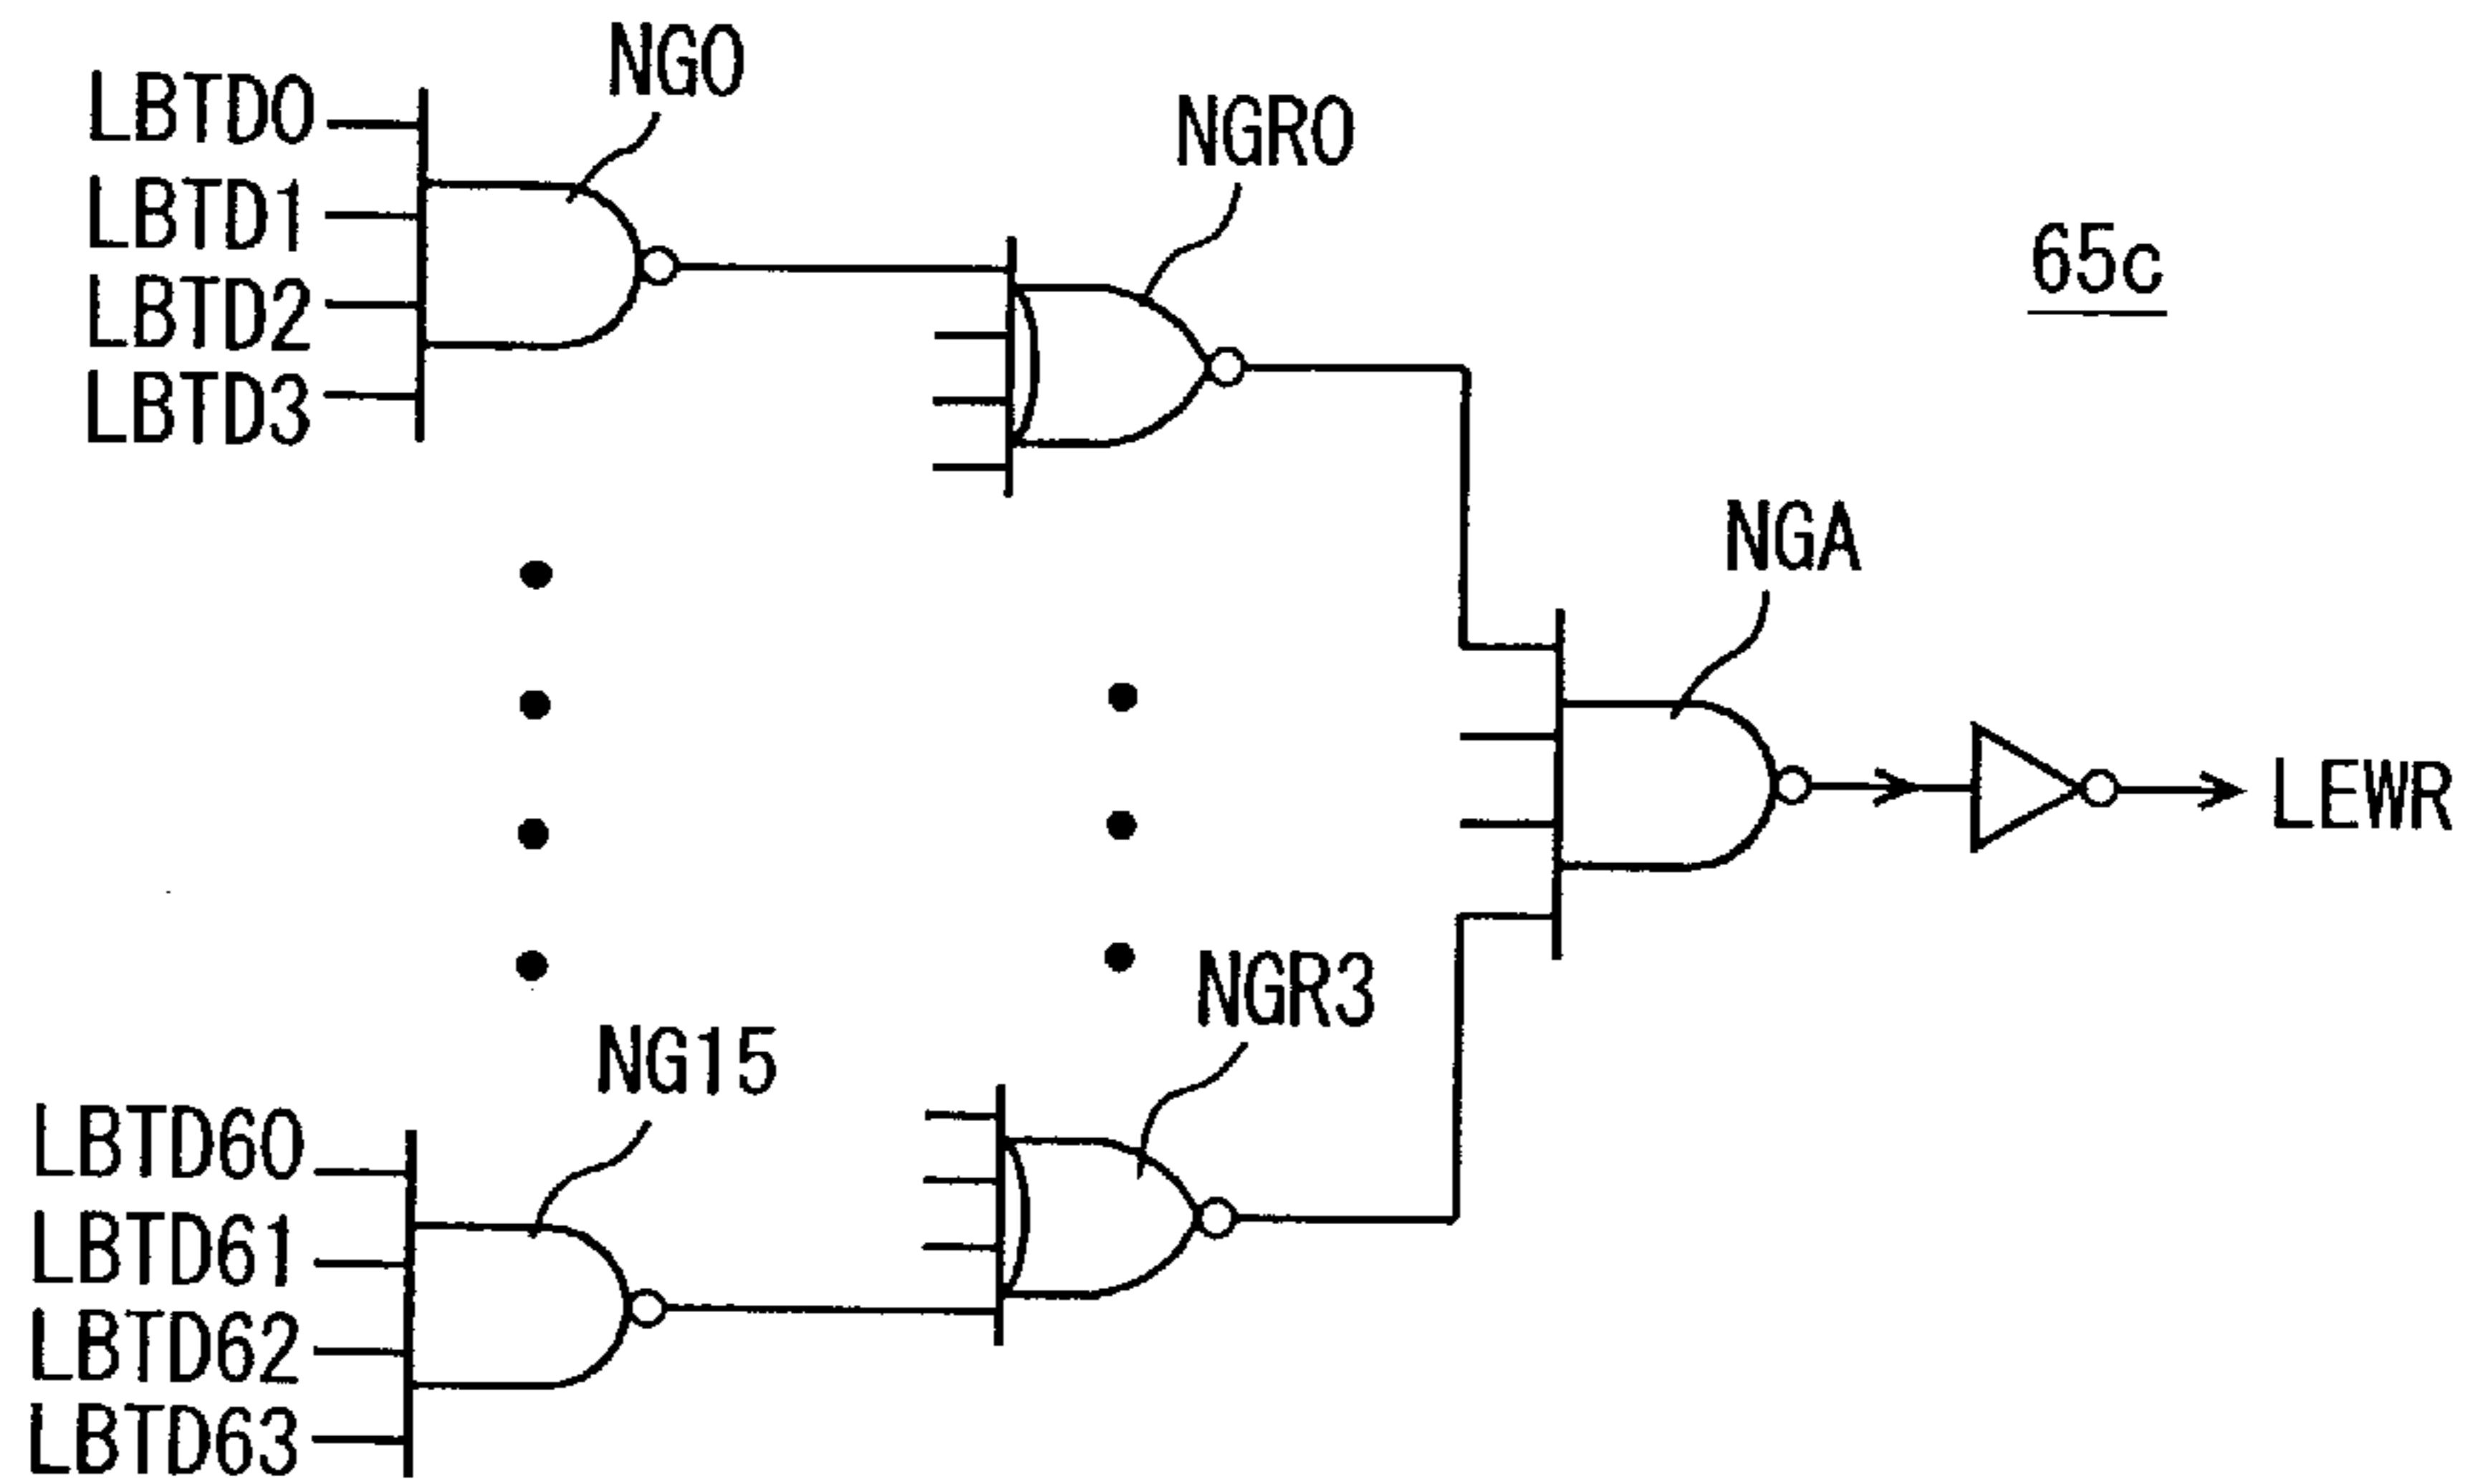 NG0
LBTD0
NGR0
LBTD1
65c
LBTD2
LBTD3
NGA
LEWR
NGR3
NG15
LBTD60
LBTD61
LBTD62
LBTD63